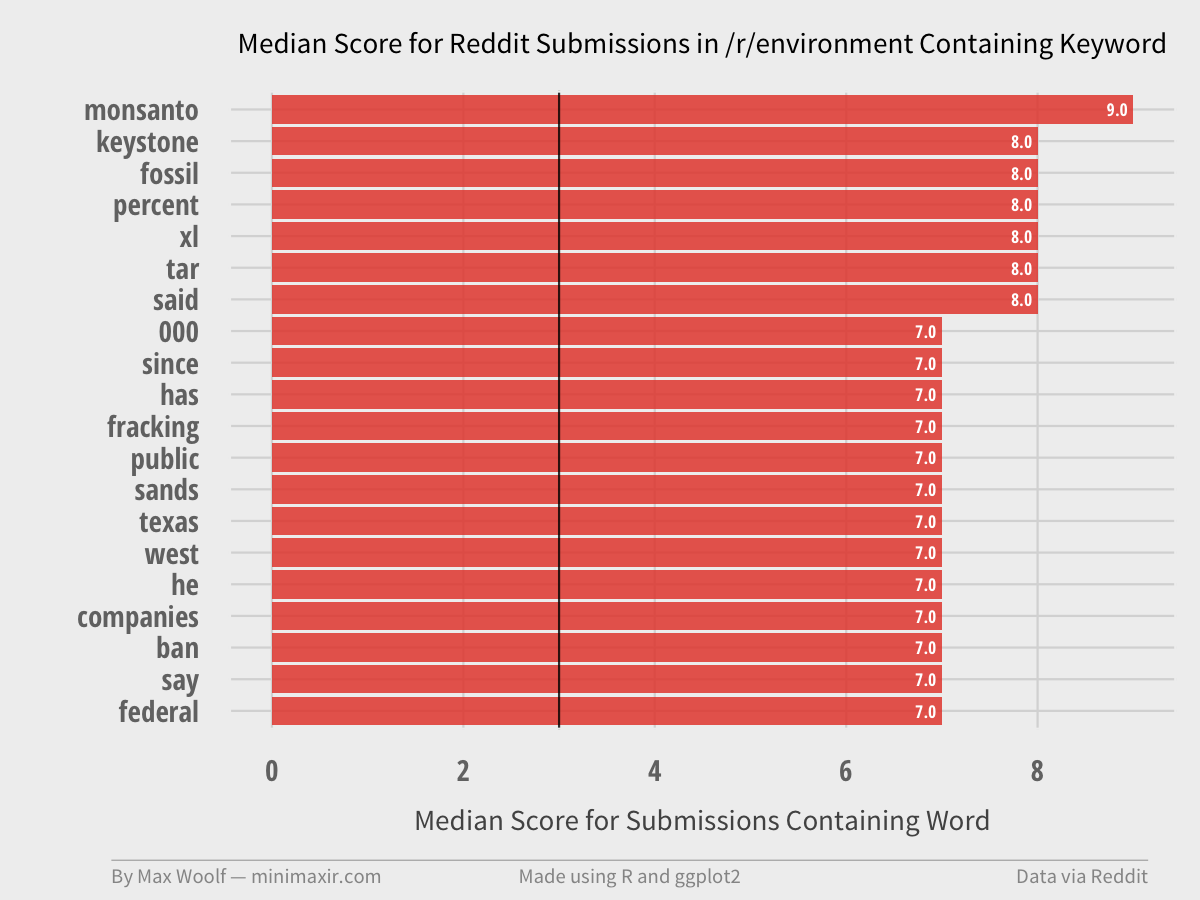 Median Score for Reddit Submissions in /r/environment Containing Keyword
monsanto 9.0
keystone 8.0
fossil 8.0
percent 8.0
xl 8.0
tar 8.0
said 8.0
000 7.0
since 7.0
has 7.0
fracking 7.0
public 7.0
sands 7.0
texas 7.0
west 7.0
he 7.0
companies 7.0
ban 7.0
say 7.0
federal 7.0
0 2 4 6 8
Median Score for Submissions Containing Word
By Max Woolf — minimaxir.com Made using R and ggplot2 Data via Reddit